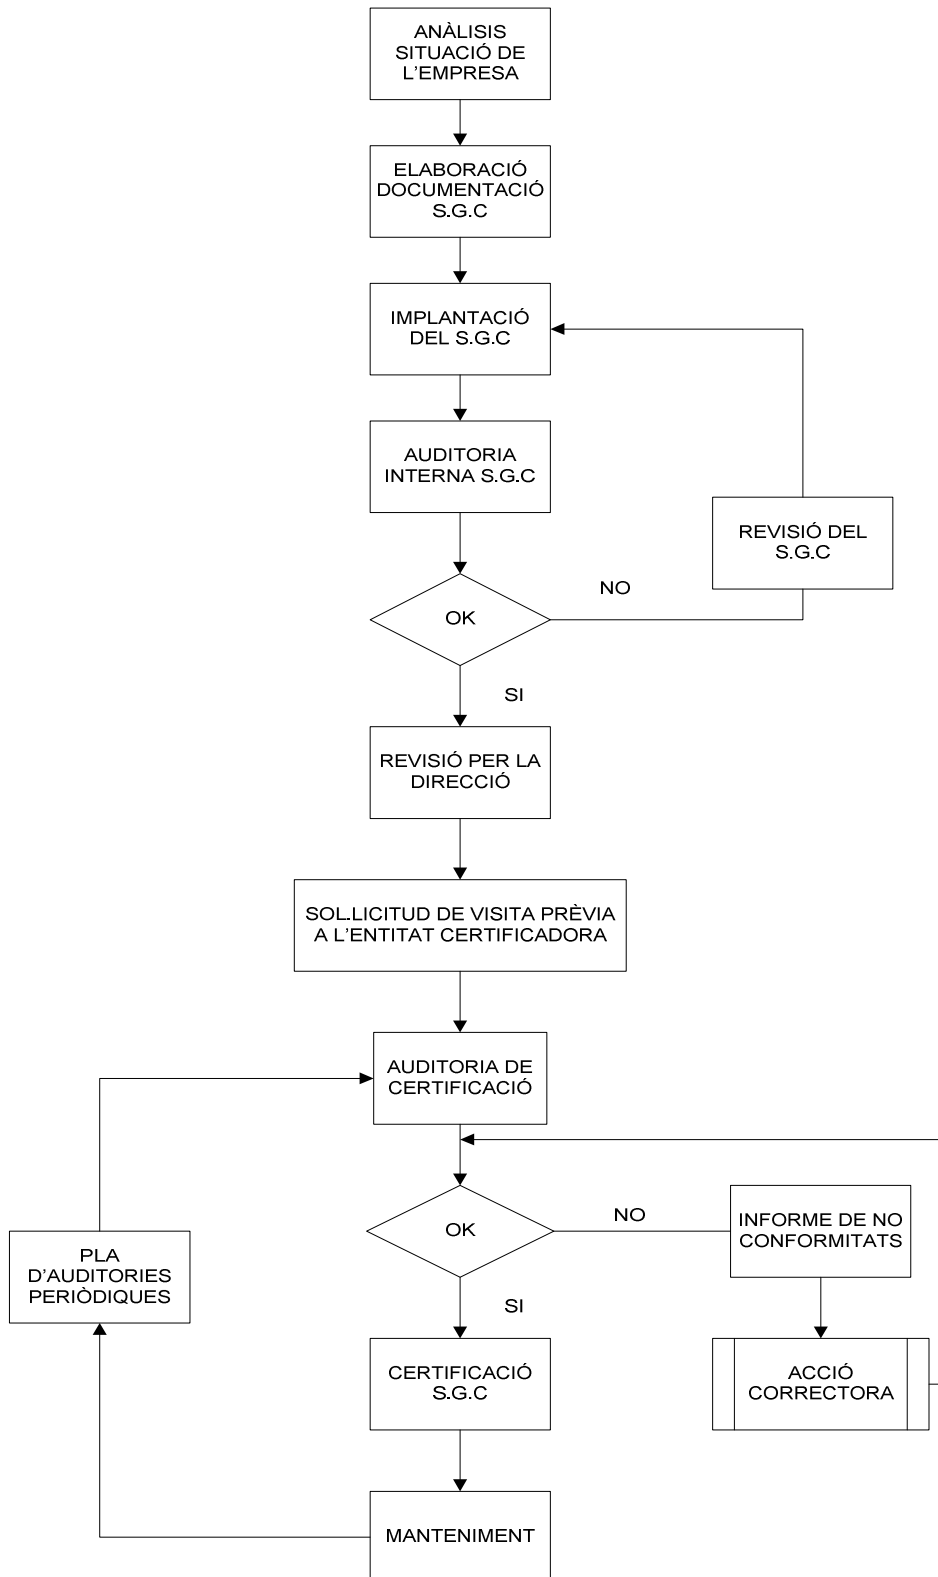 ANÀLISIS
SITUACIÓ DE
L'EMPRESA
ELABORACIÓ
DOCUMENTACIÓ
S.G.C
IMPLANTACIÓ
DEL S.G.C
AUDITORIA
INTERNA S.G.C
REVISIÓ DEL
S.G.C
NO
OK
SI
REVISIÓ PER LA
DIRECCIÓ
SOL.LICITUD DE VISITA PRÈVIA
A L'ENTITAT CERTIFICADORA
AUDITORIA DE
CERTIFICACIÓ
NO
OK
INFORME DE NO
CONFORMITATS
PLA
D'AUDITORIES
PERIÒDIQUES
SI
CERTIFICACIÓ
S.G.C
ACCIÓ
CORRECTORA
MANTENIMENT